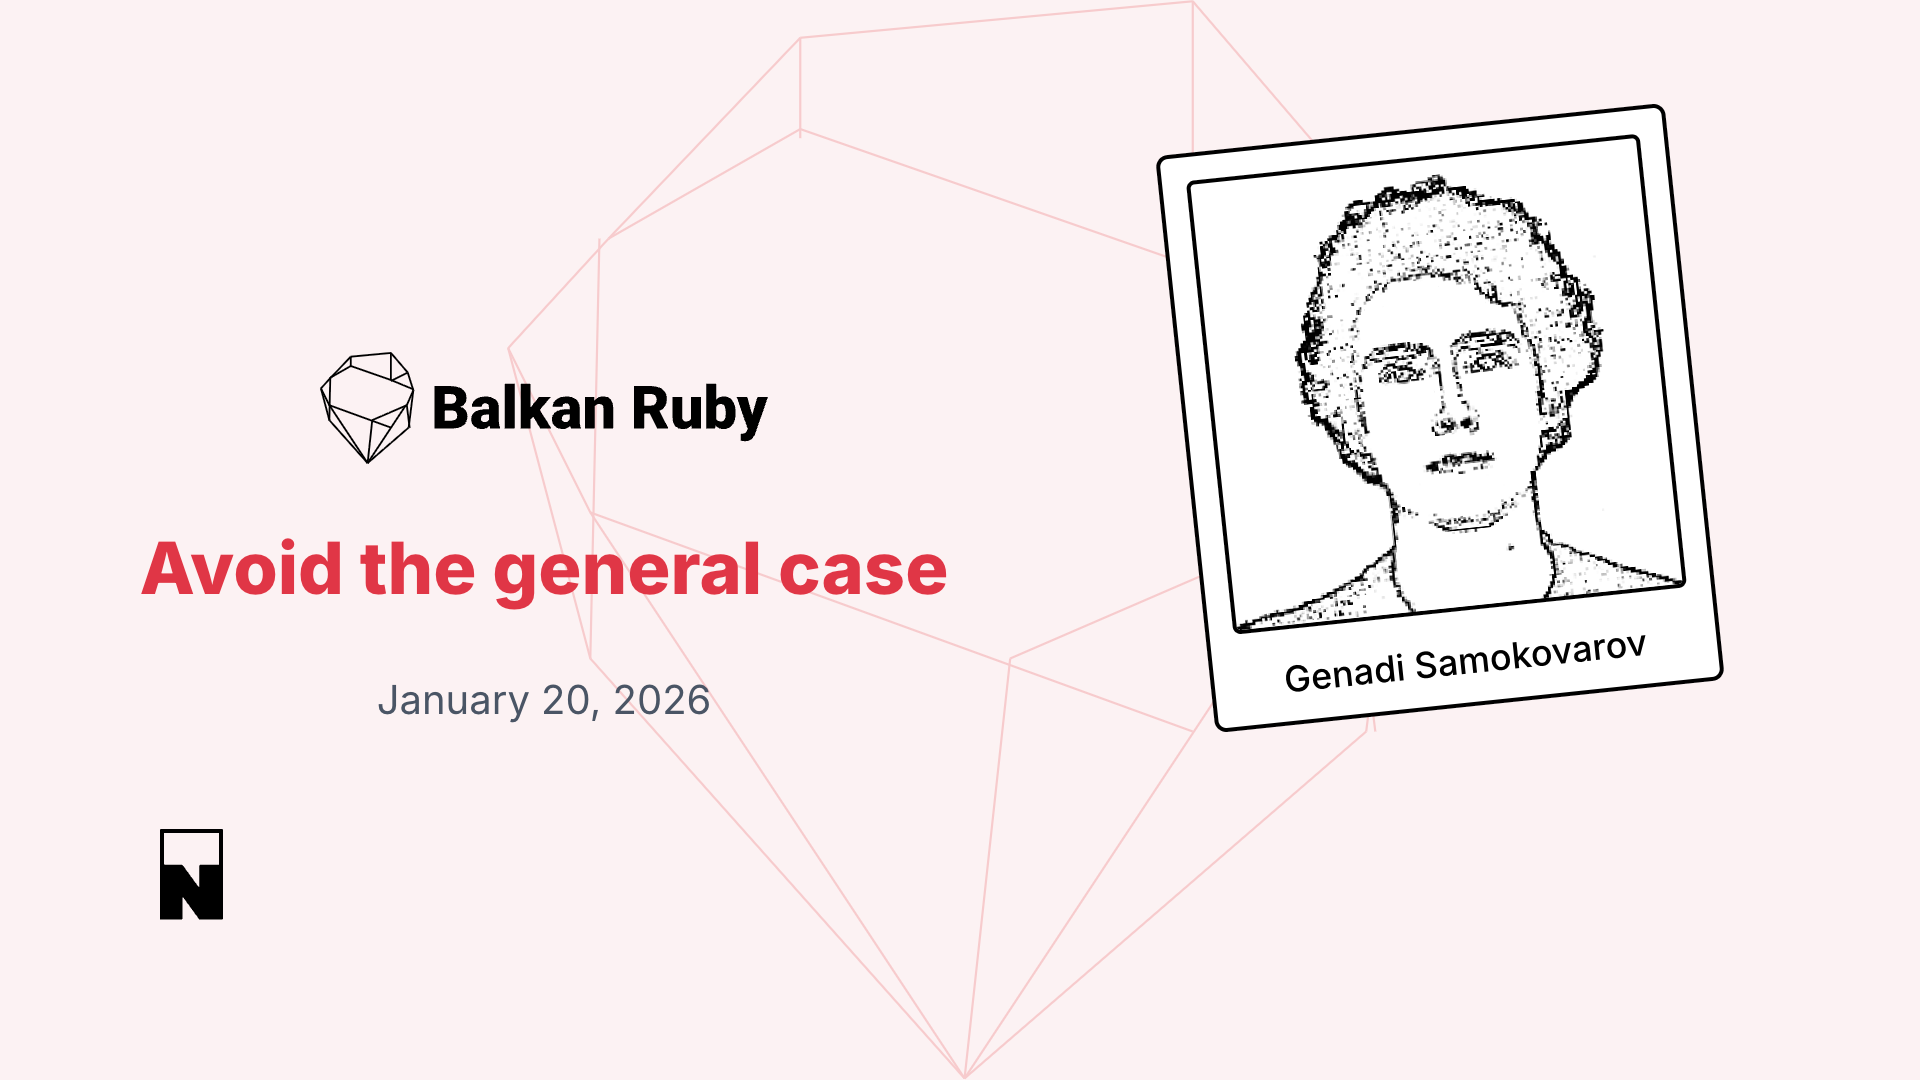 Balkan Ruby
Avoid the general case
January 20, 2026
N
Genadi Samokovarov